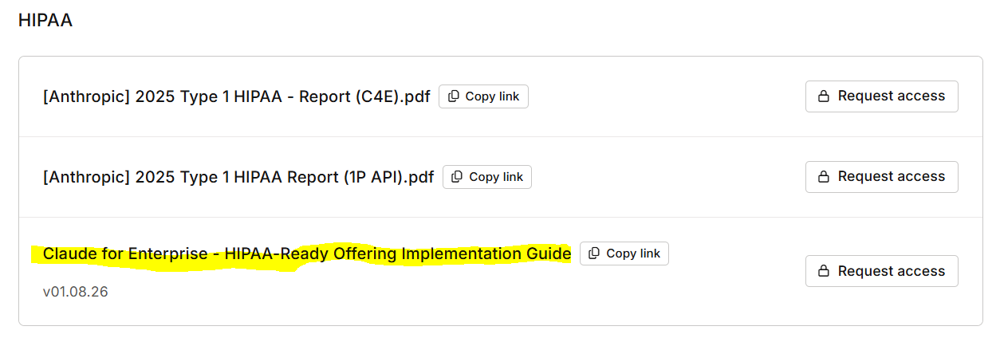 HIPAA
[Anthropic] 2025 Type 1 HIPAA - Report (C4E).pdf Copy link Request access
[Anthropic] 2025 Type 1 HIPAA Report (1P API).pdf Copy link Request access
Claude for Enterprise - HIPAA-Ready Offering Implementation Guide Copy link
Request access
v01.08.26